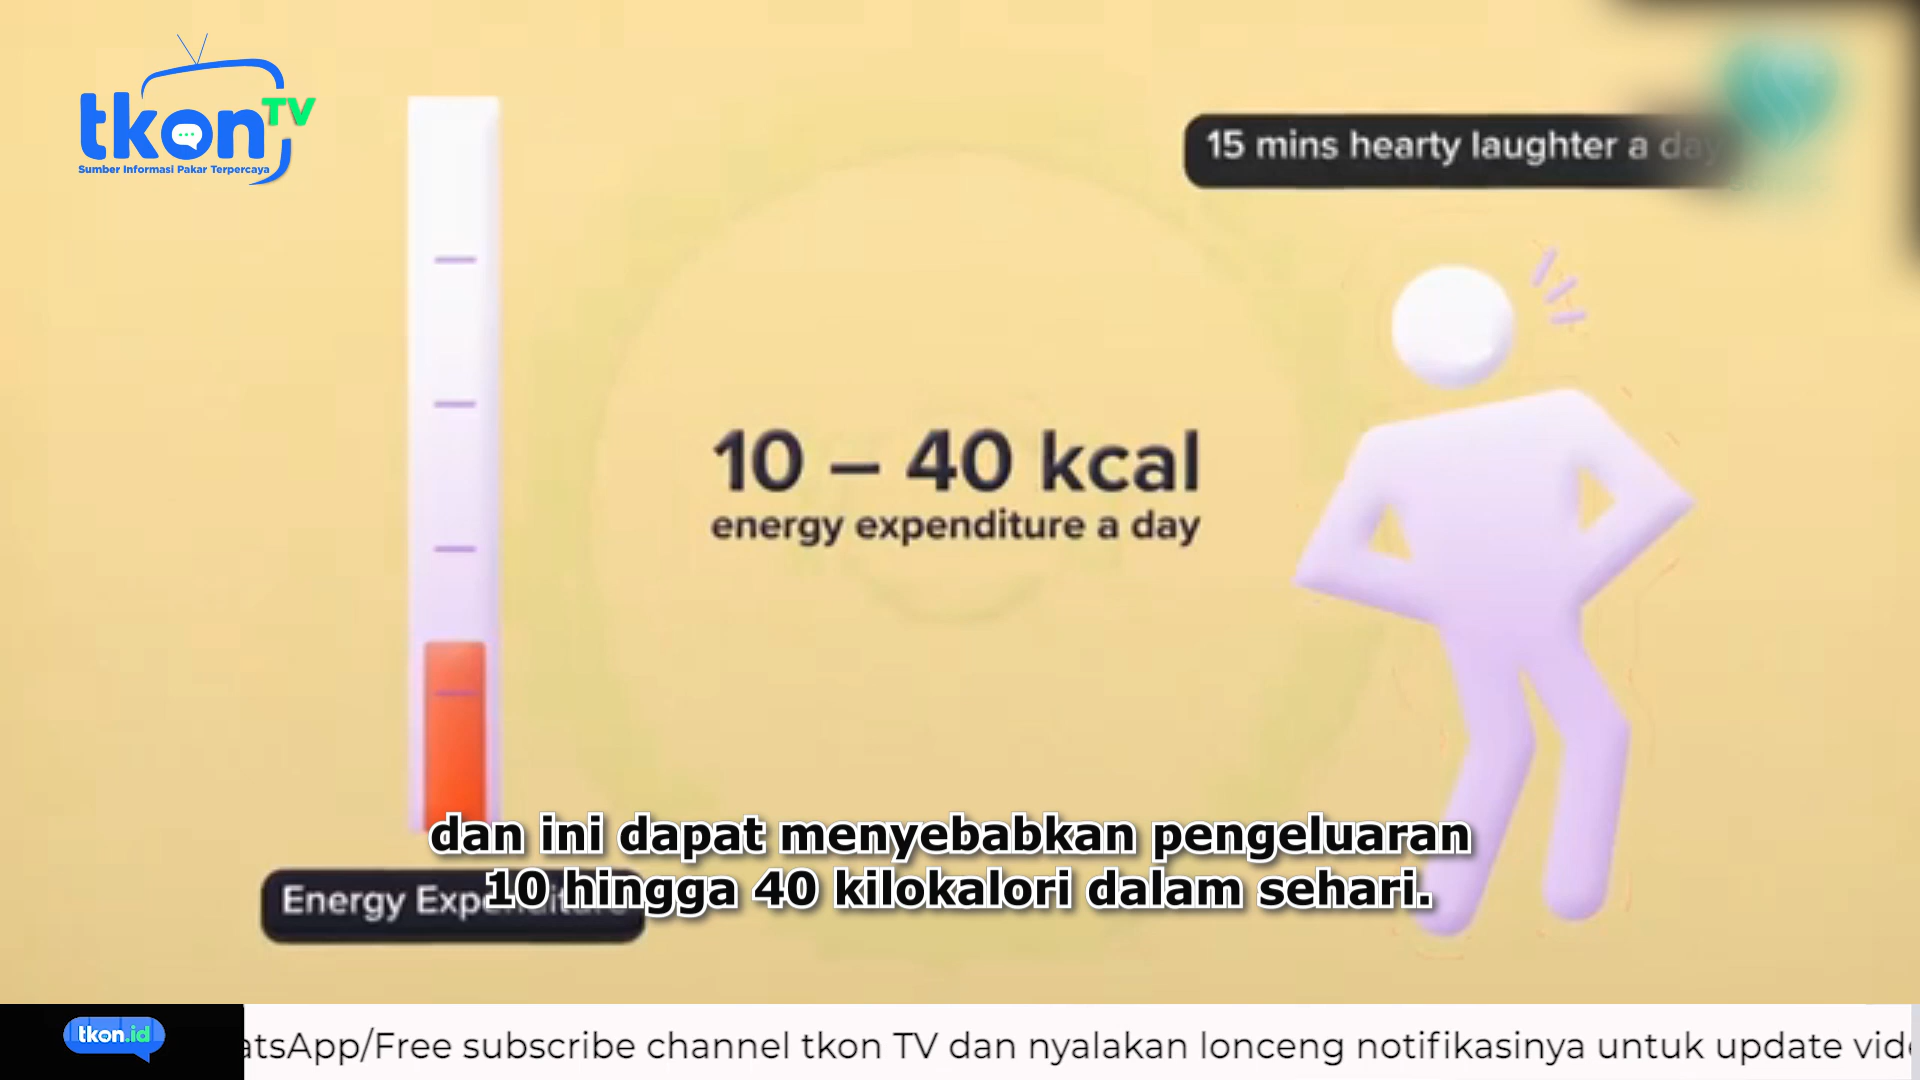 tkon TV
Sumber Informasi Pakar Terpercaya
15 mins hearty laughter a day
10 – 40 kcal
energy expenditure a day
dan ini dapat menyebabkan pengeluaran
10 hingga 40 kilokalori dalam sehari.
Energy Expenditure
tkon.id
atsApp/Free subscribe channel tkon TV dan nyalakan lonceng notifikasinya untuk update vid